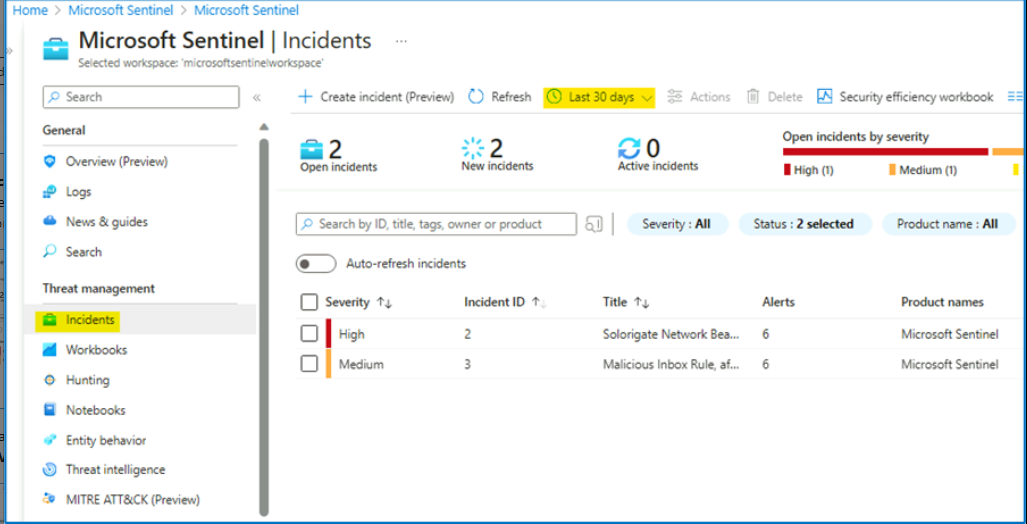 Home > Microsoft Sentinel > Microsoft Sentinel
Microsoft Sentinel | Incidents ...
Selected workspace: 'microsoftsentinelworkspace'
Search «
General
Overview (Preview)
Logs
News & guides
Search
Threat management
Incidents
Workbooks
Hunting
Notebooks
Entity behavior
Threat intelligence
MITRE ATT&CK (Preview)
+ Create incident (Preview) Refresh Last 30 days Actions Delete Security efficiency workbook
2 Open incidents
2 New incidents
0 Active incidents
Open incidents by severity
High (1) Medium (1)
Search by ID, title, tags, owner or product Severity : All Status : 2 selected Product name : All
Auto-refresh incidents
Severity ↑↓ Incident ID ↑↓ Title ↑↓ Alerts Product names
High 2 Solorigate Network Bea... 6 Microsoft Sentinel
Medium 3 Malicious Inbox Rule, af... 6 Microsoft Sentinel